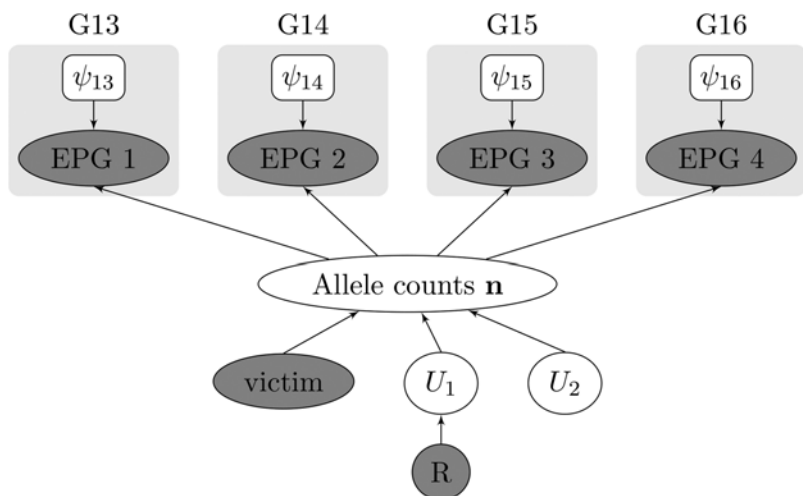 G13 G14 G15 G16
ψ13 ψ14 ψ15 ψ16
EPG 1 EPG 2 EPG 3 EPG 4
Allele counts n
victim U1 U2
R